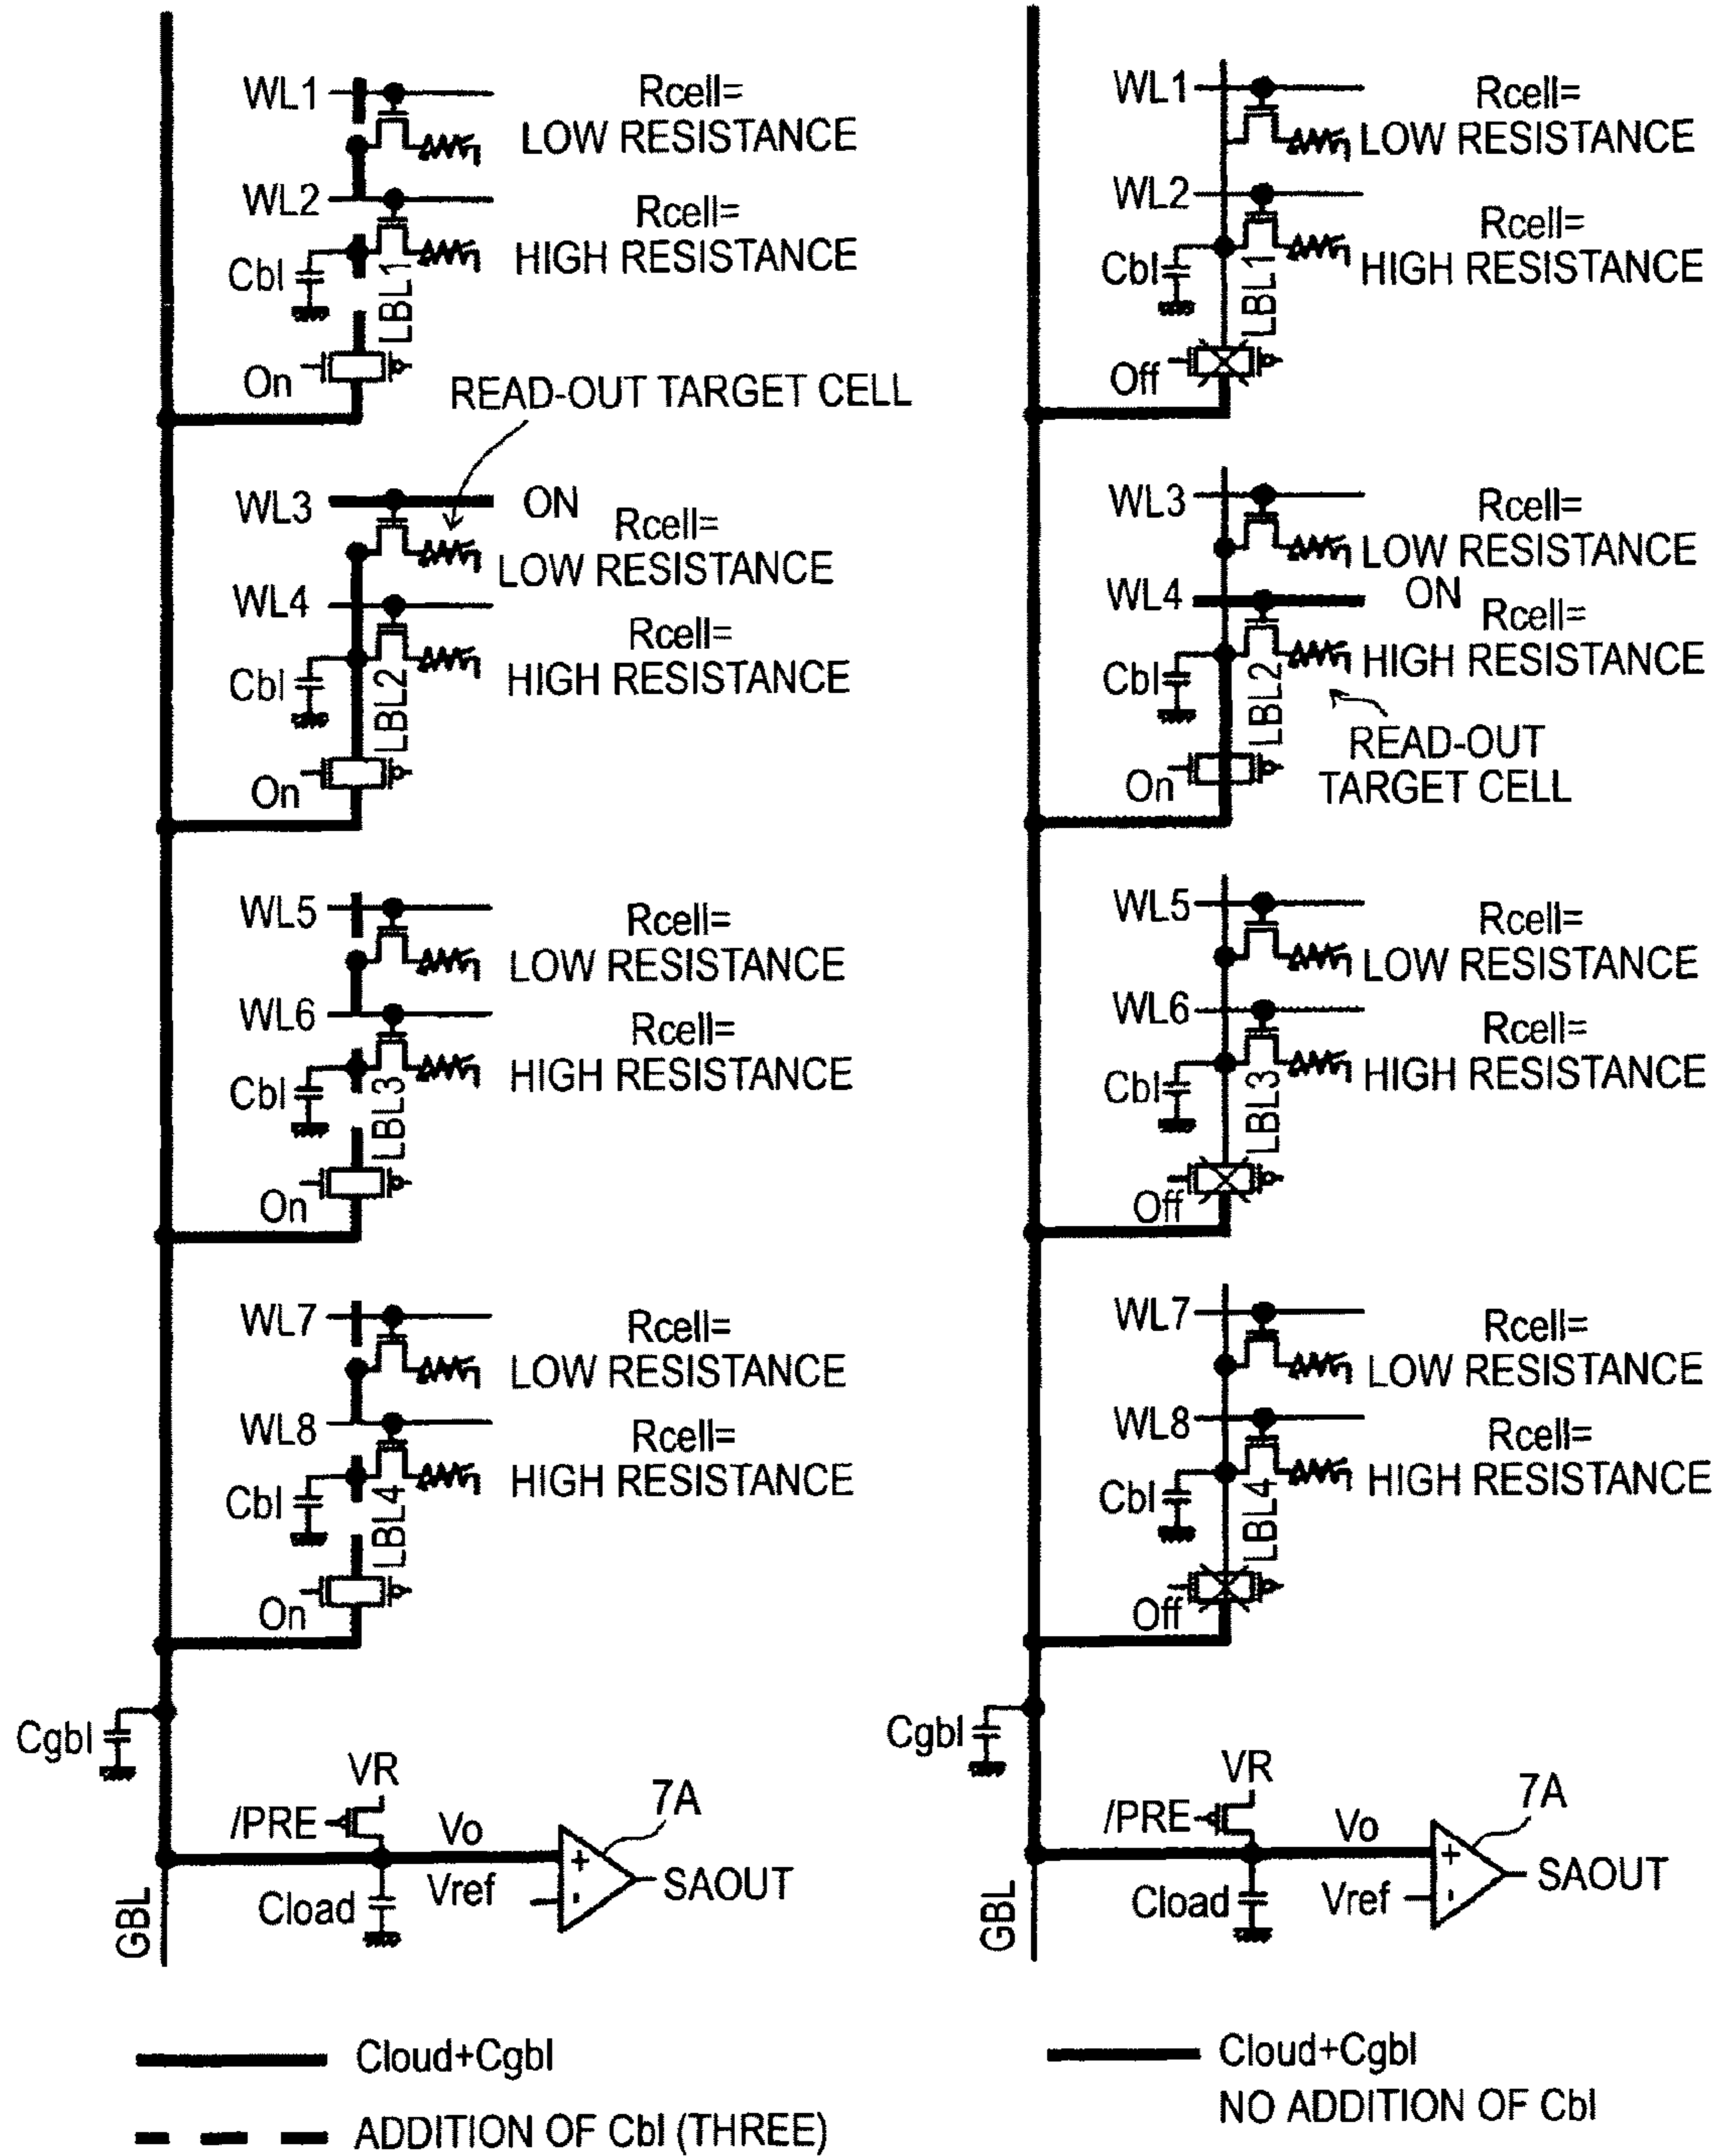 WL1
Rcell=
LOW RESISTANCE
WL2
Rcell=
HIGH RESISTANCE
Cbl
LBL1
On
READ-OUT TARGET CELL
WL3
ON
Rcell=
LOW RESISTANCE
WL4
Rcell=
HIGH RESISTANCE
Cbl
LBL2
On
WL5
Rcell=
LOW RESISTANCE
WL6
Rcell=
HIGH RESISTANCE
Cbl
LBL3
On
WL7
Rcell=
LOW RESISTANCE
WL8
Rcell=
HIGH RESISTANCE
Cbl
LBL4
On
Cgbl
VR
/PRE
Vo
7A
+
-
Vref
SAOUT
Cload
GBL
Cloud+Cgbl
ADDITION OF Cbl (THREE)
WL1
Rcell=
LOW RESISTANCE
WL2
Rcell=
HIGH RESISTANCE
Cbl
LBL1
Off
WL3
Rcell=
LOW RESISTANCE
WL4
ON
Rcell=
HIGH RESISTANCE
Cbl
LBL2
On
READ-OUT
TARGET CELL
WL5
Rcell=
LOW RESISTANCE
WL6
Rcell=
HIGH RESISTANCE
Cbl
LBL3
Off
WL7
Rcell=
LOW RESISTANCE
WL8
Rcell=
HIGH RESISTANCE
Cbl
LBL4
Off
Cgbl
VR
/PRE
Vo
7A
+
-
Vref
SAOUT
Cload
GBL
Cloud+Cgbl
NO ADDITION OF Cbl